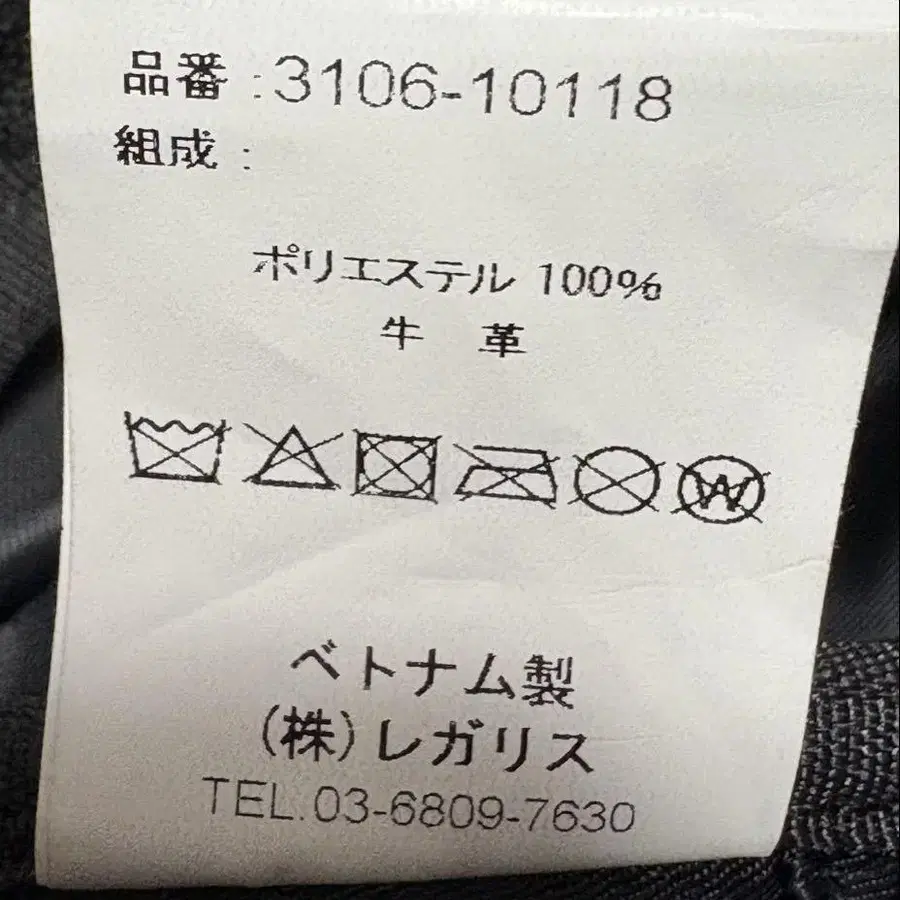 品番:3106-10118
組成:
ポリエステル 100%
牛 革
W
ベトナム製
(株)レガリス
TEL.03-6809-7630